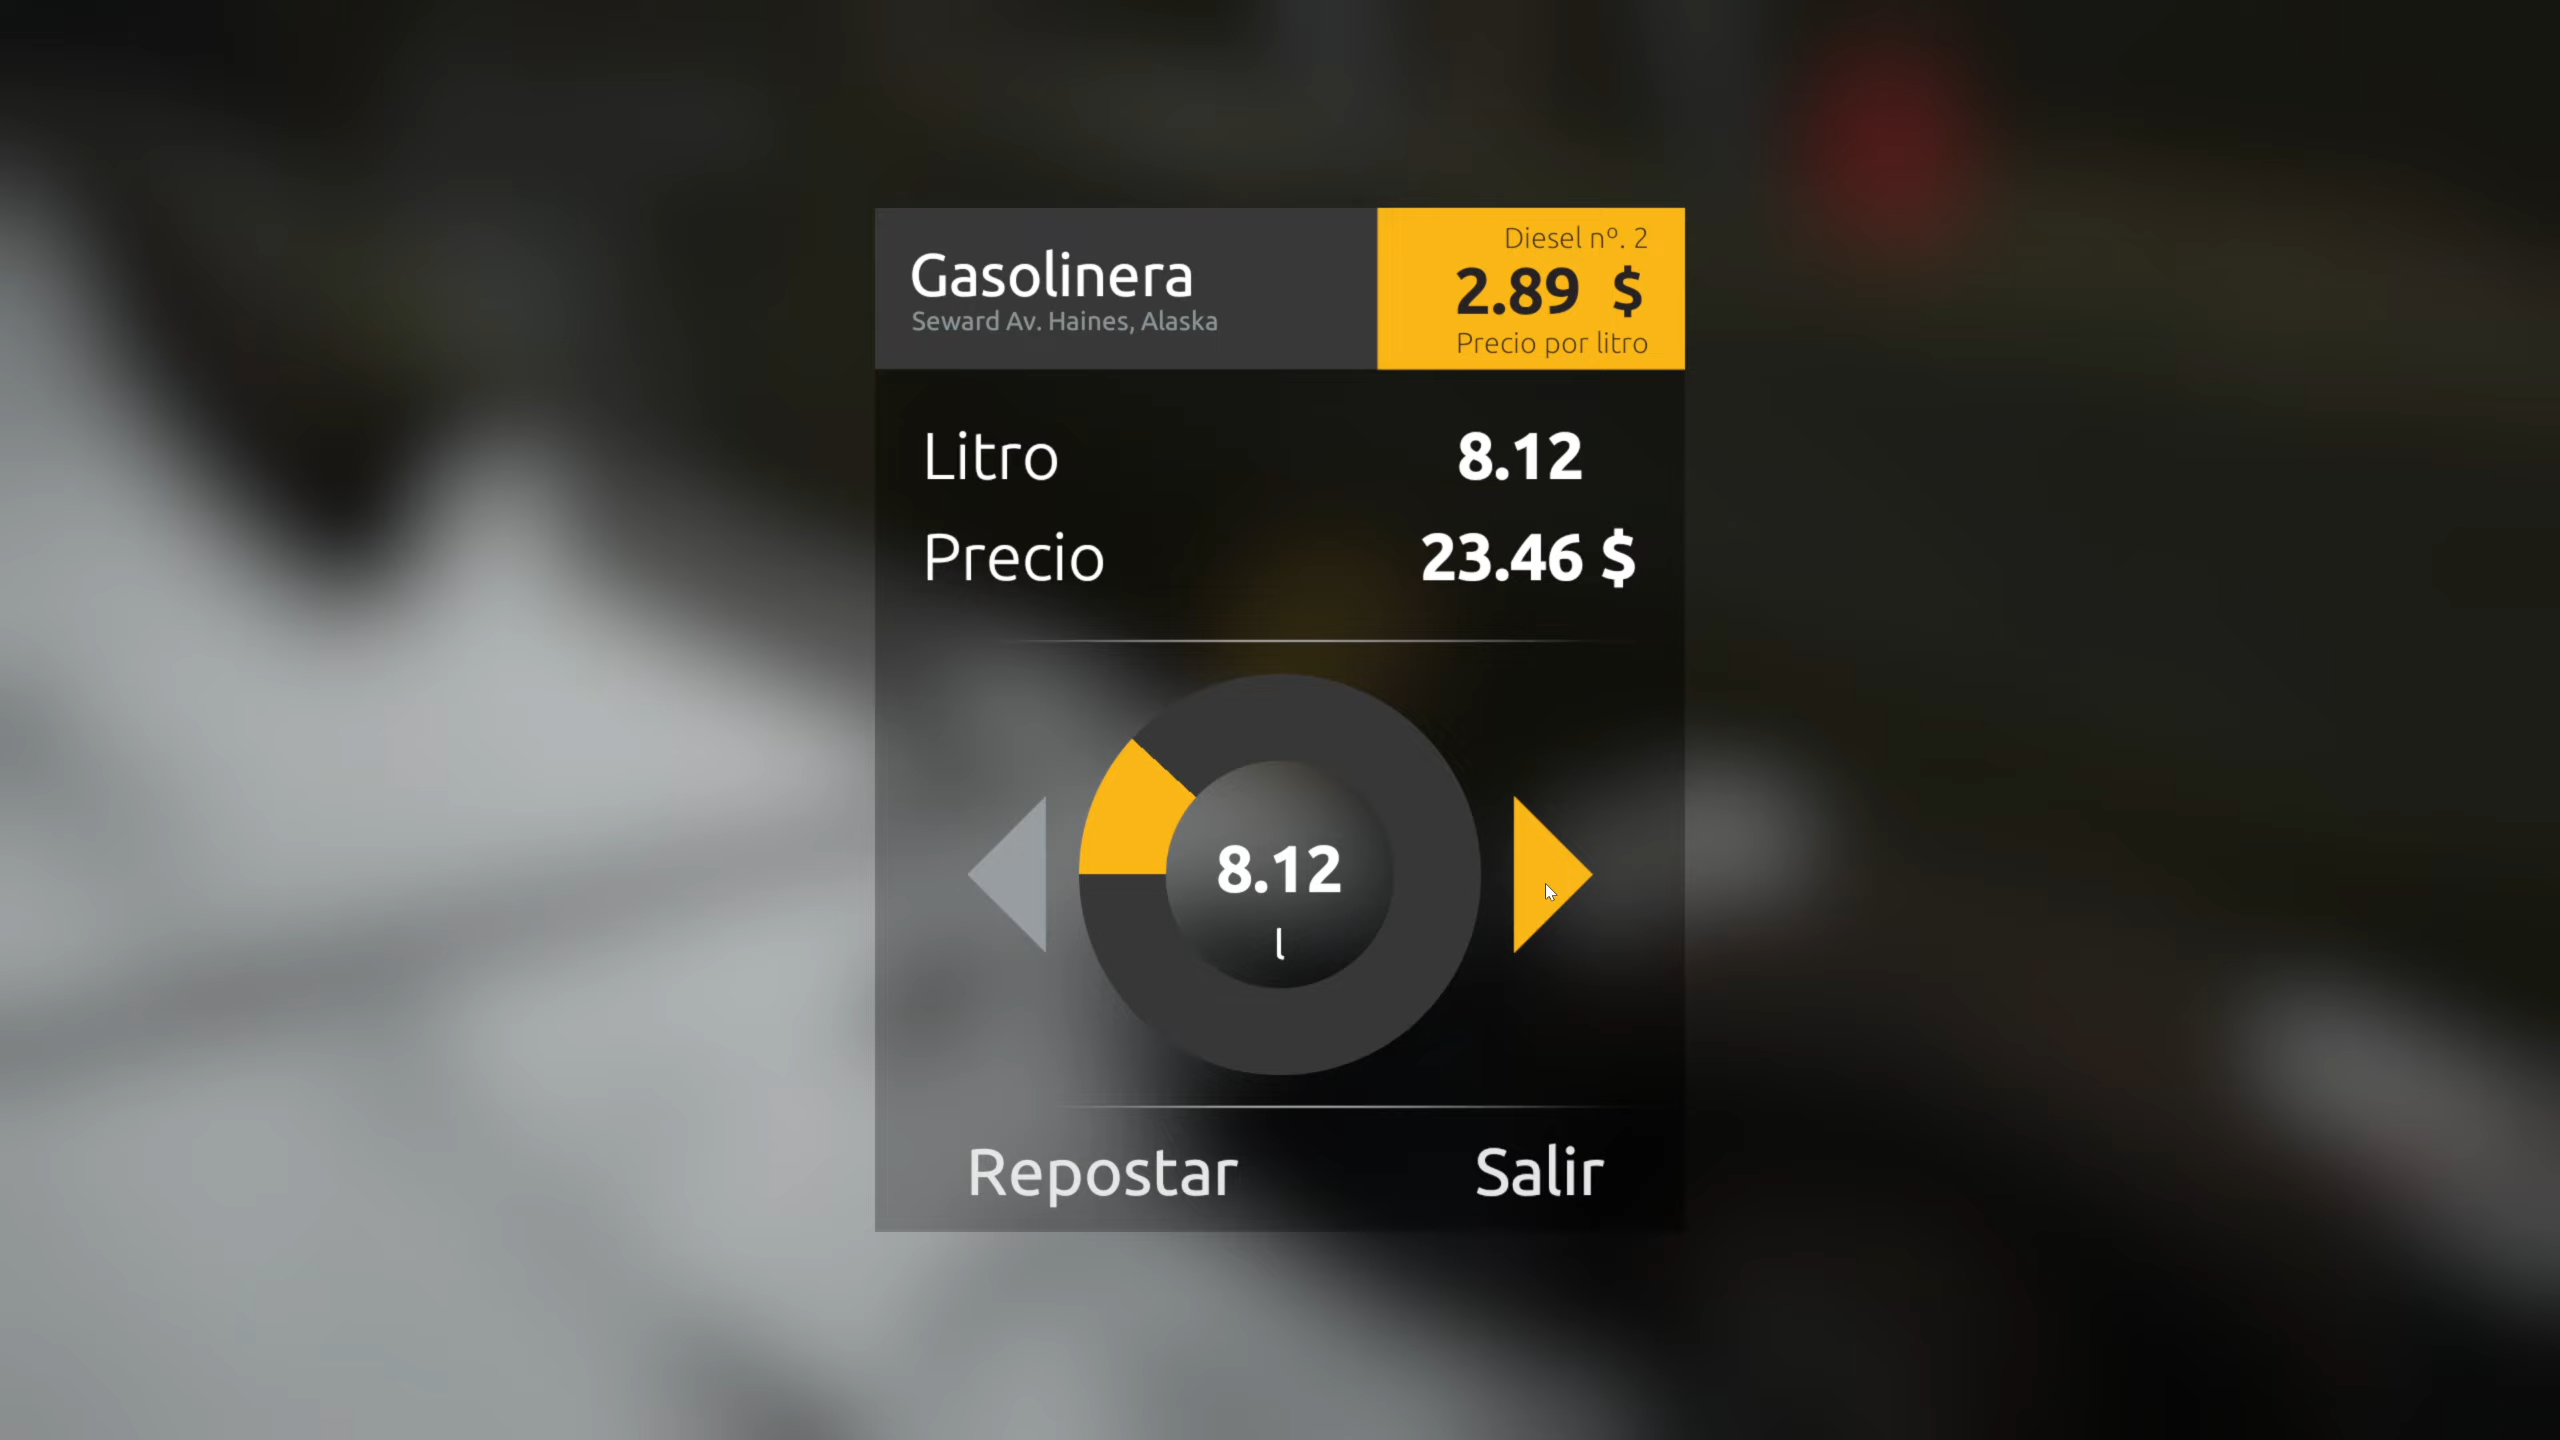 Gasolinera
Seward Av. Haines, Alaska
Diesel nº. 2
2.89 $
Precio por litro
Litro 8.12
Precio 23.46 $
8.12
l
Repostar Salir